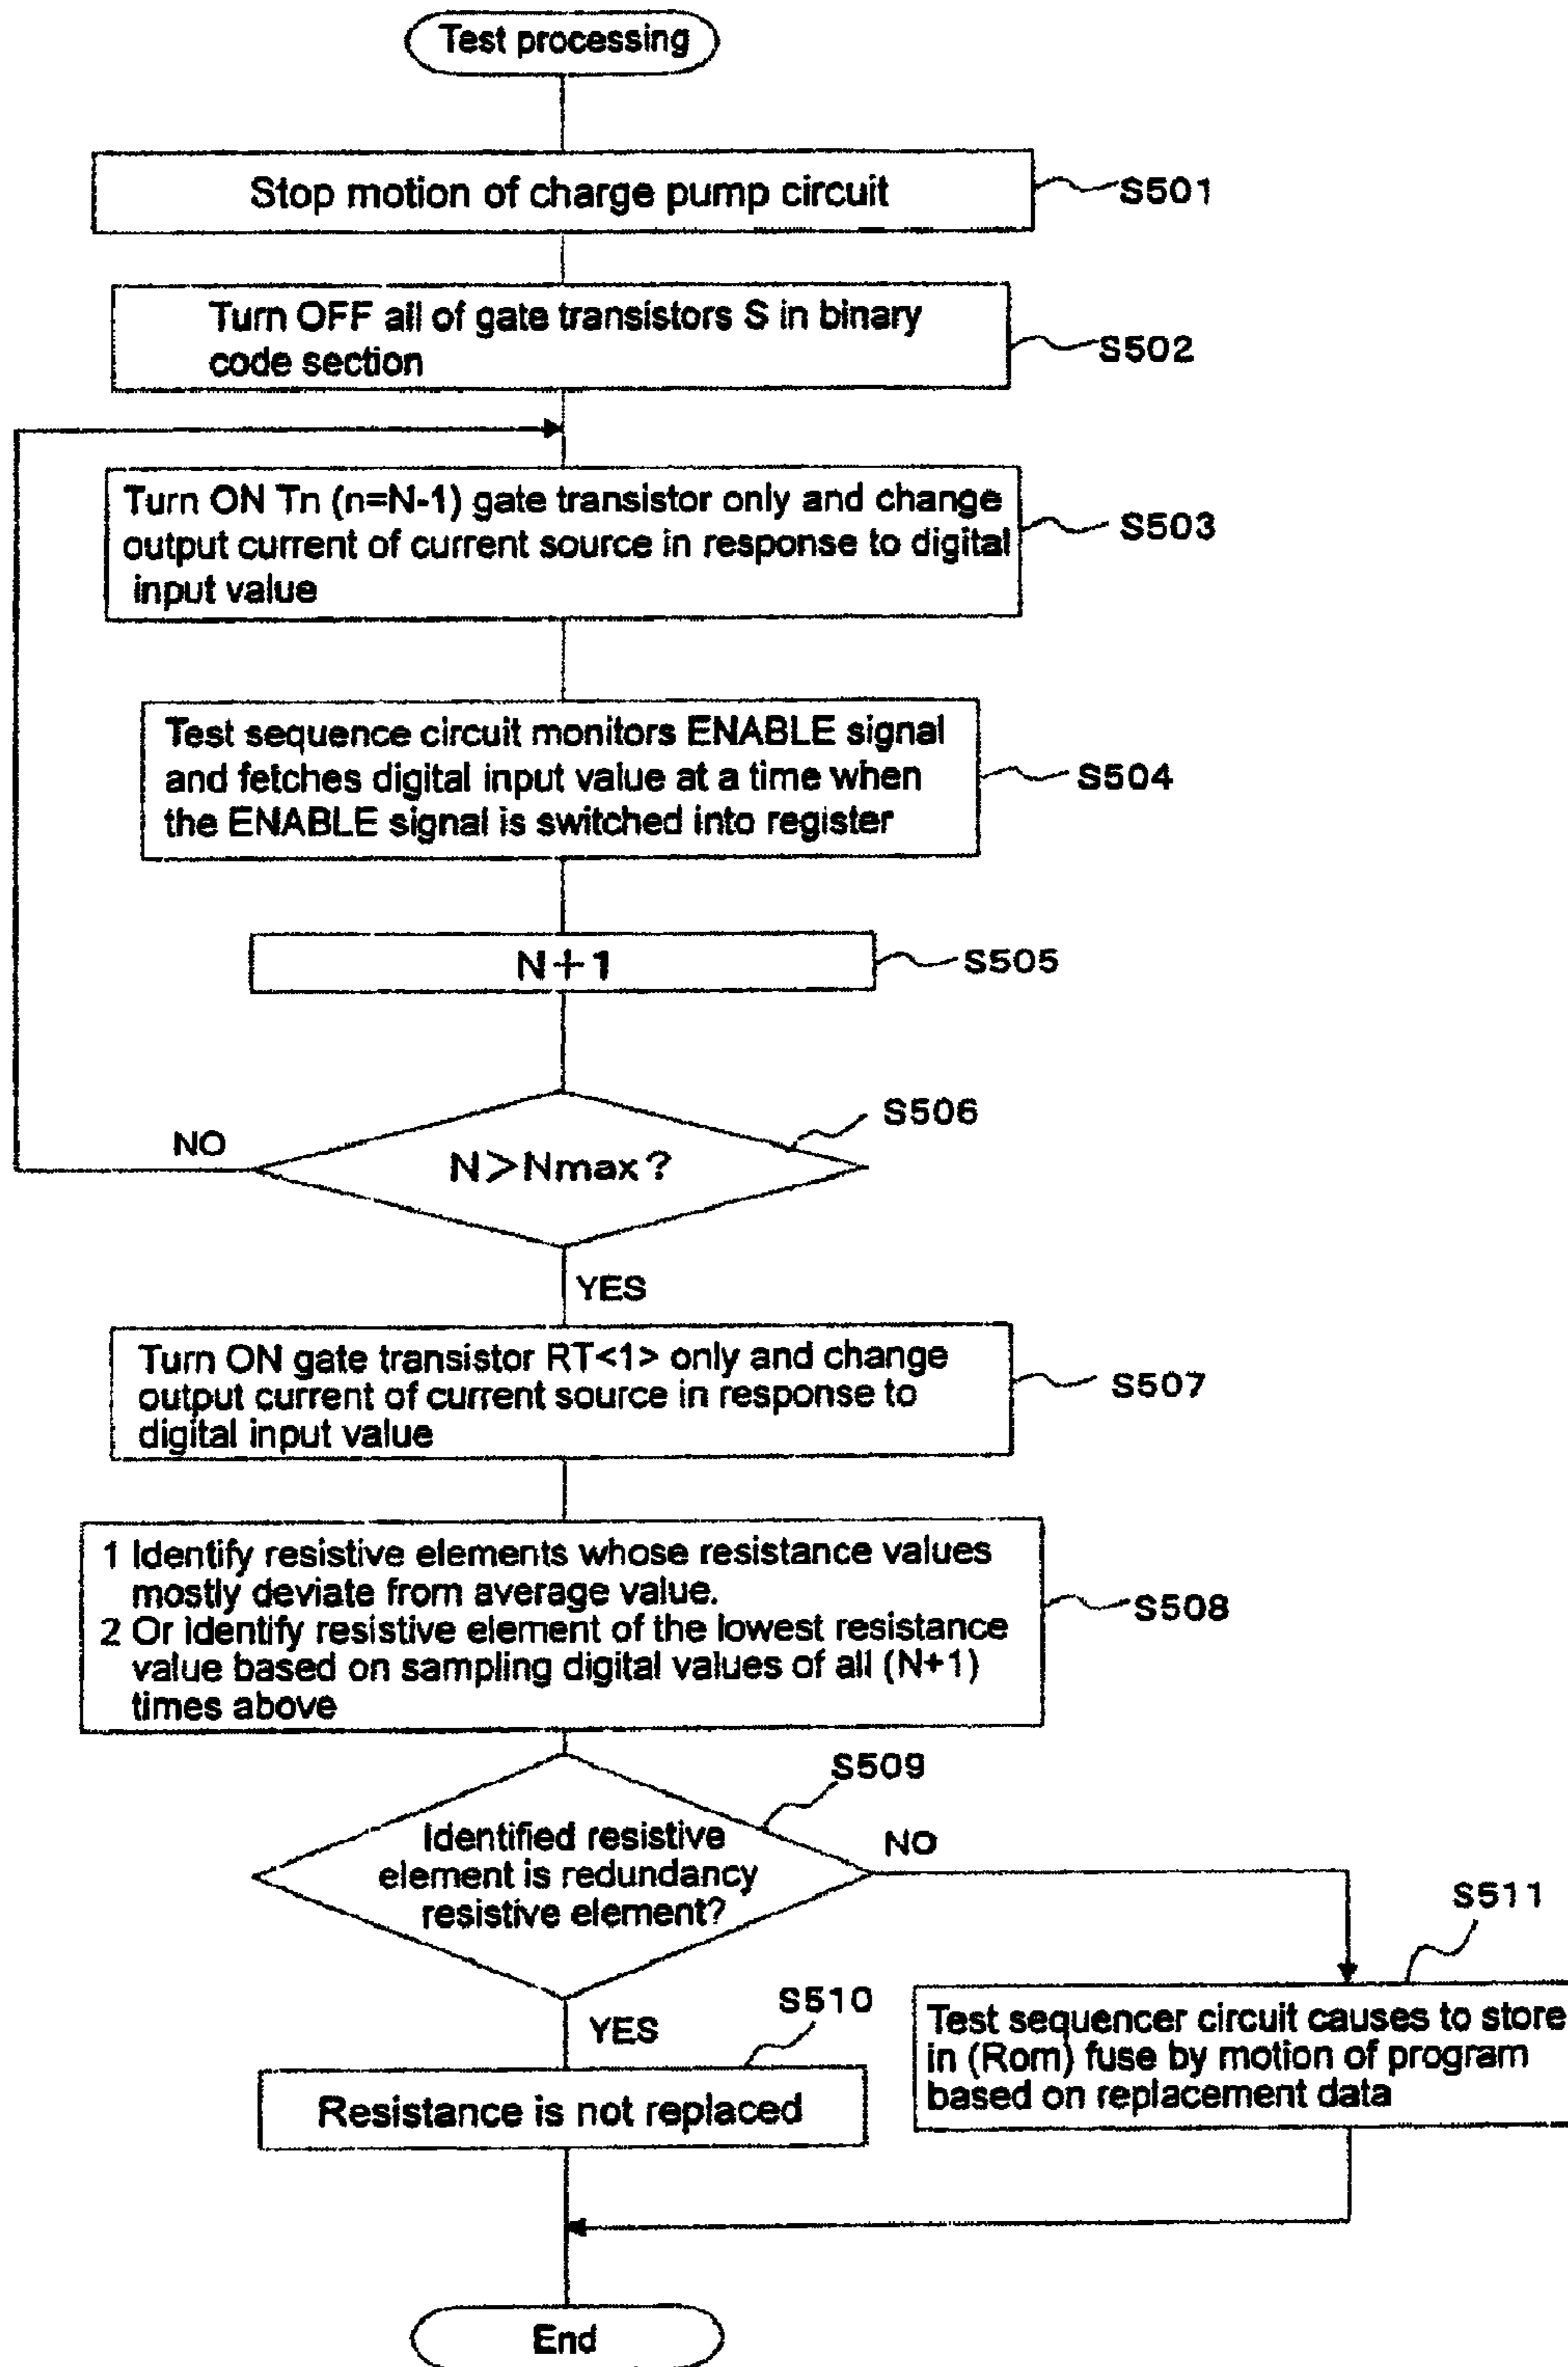 Test processing
Stop motion of charge pump circuit
S501
Turn OFF all of gate transistors S in binary
code section
S502
Turn ON Tn (n=N-1) gate transistor only and change
output current of current source in response to digital
input value
S503
Test sequence circuit monitors ENABLE signal
and fetches digital input value at a time when
the ENABLE signal is switched into register
S504
N+1
S505
S506
NO
N>Nmax?
YES
Turn ON gate transistor RT<1> only and change
output current of current source in response to
digital input value
S507
1 Identify resistive elements whose resistance values
mostly deviate from average value.
2 Or identify resistive element of the lowest resistance
value based on sampling digital values of all (N+1)
times above
S508
S509
Identified resistive
element is redundancy
resistive element?
NO
S511
YES
S510
Resistance is not replaced
Test sequencer circuit causes to store
in (Rom) fuse by motion of program
based on replacement data
End